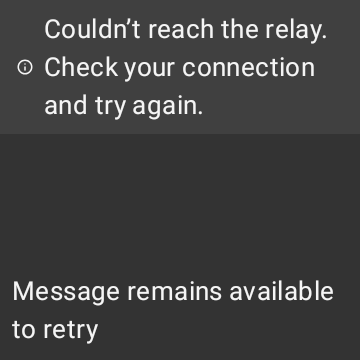 Couldn’t reach the relay.
Check your connection
and try again.
Message remains available
to retry